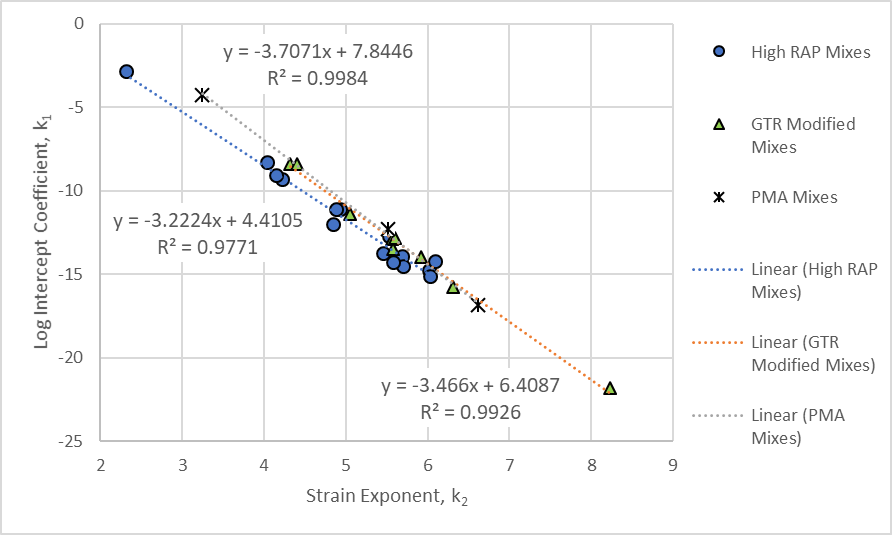 0
-5
-10
-15
-20
-25
2
3
4
5
6
7
8
9
Log Intercept Coefficient, k₁
Strain Exponent, k₂
y = -3.7071x + 7.8446
R² = 0.9984
y = -3.2224x + 4.4105
R² = 0.9771
y = -3.466x + 6.4087
R² = 0.9926
High RAP Mixes
GTR Modified
Mixes
PMA Mixes
Linear (High RAP
Mixes)
Linear (GTR
Modified Mixes)
Linear (PMA
Mixes)